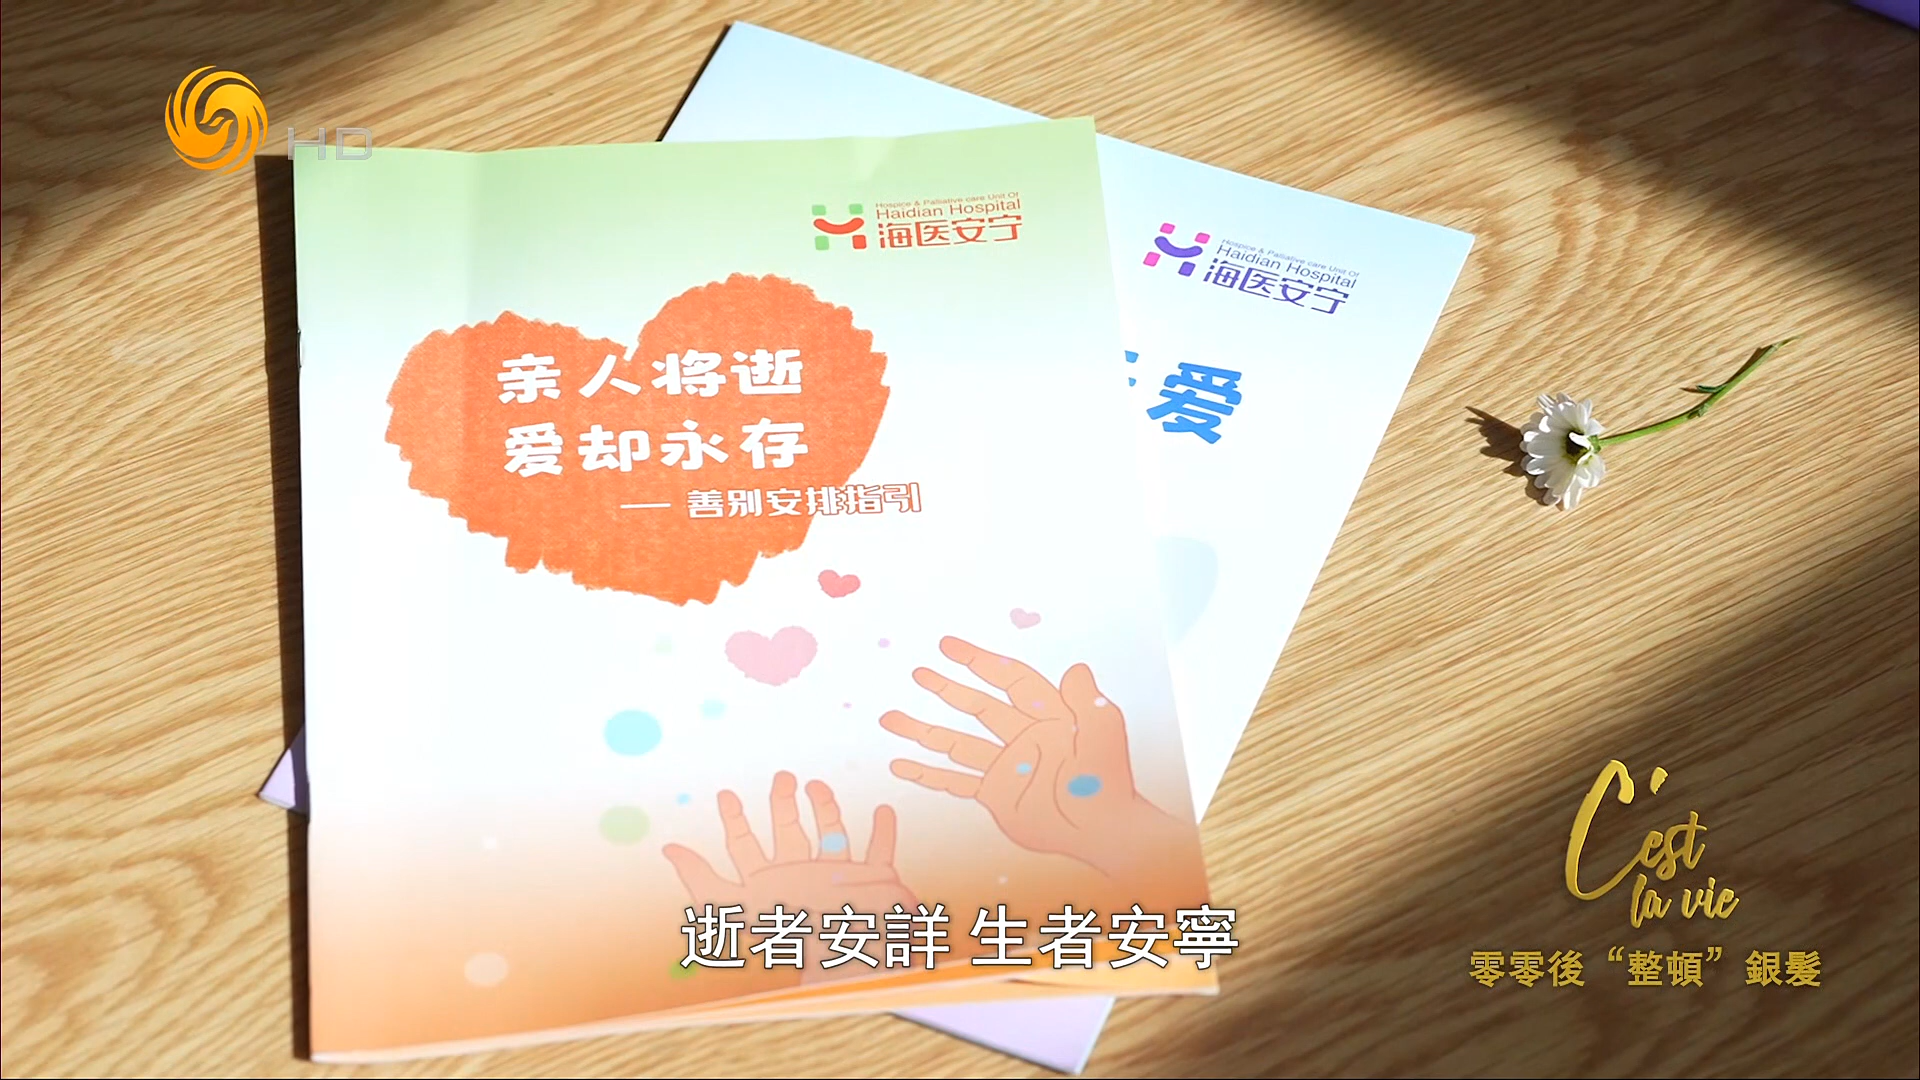 HD
Hospice & Palliative care Unit Of
Haidian Hospital
海医安宁
亲人将逝
爱却永存
— 善别安排指引
Hospice & Palliative care Unit Of
Haidian Hospital
海医安宁
爱
逝者安詳 生者安寧
C'est
la vie
零零後“整頓”銀髮